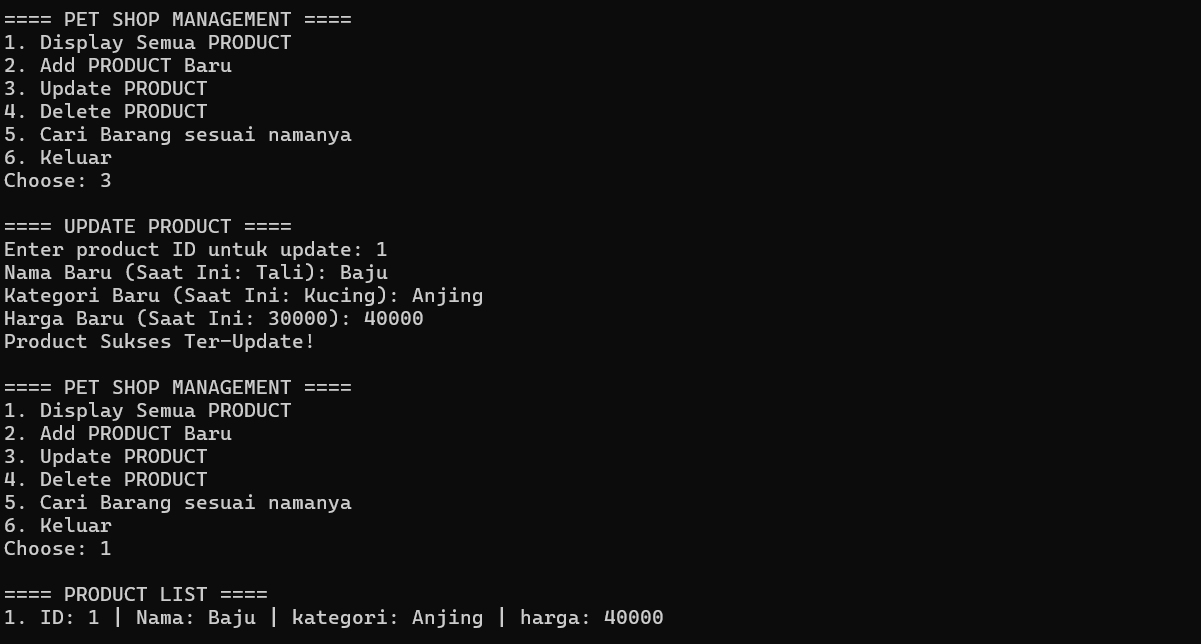 ==== PET SHOP MANAGEMENT ====
1. Display Semua PRODUCT
2. Add PRODUCT Baru
3. Update PRODUCT
4. Delete PRODUCT
5. Cari Barang sesuai namanya
6. Keluar
Choose: 3

==== UPDATE PRODUCT ====
Enter product ID untuk update: 1
Nama Baru (Saat Ini: Tali): Baju
Kategori Baru (Saat Ini: Kucing): Anjing
Harga Baru (Saat Ini: 30000): 40000
Product Sukses Ter-Update!

==== PET SHOP MANAGEMENT ====
1. Display Semua PRODUCT
2. Add PRODUCT Baru
3. Update PRODUCT
4. Delete PRODUCT
5. Cari Barang sesuai namanya
6. Keluar
Choose: 1

==== PRODUCT LIST ====
1. ID: 1 | Nama: Baju | kategori: Anjing | harga: 40000